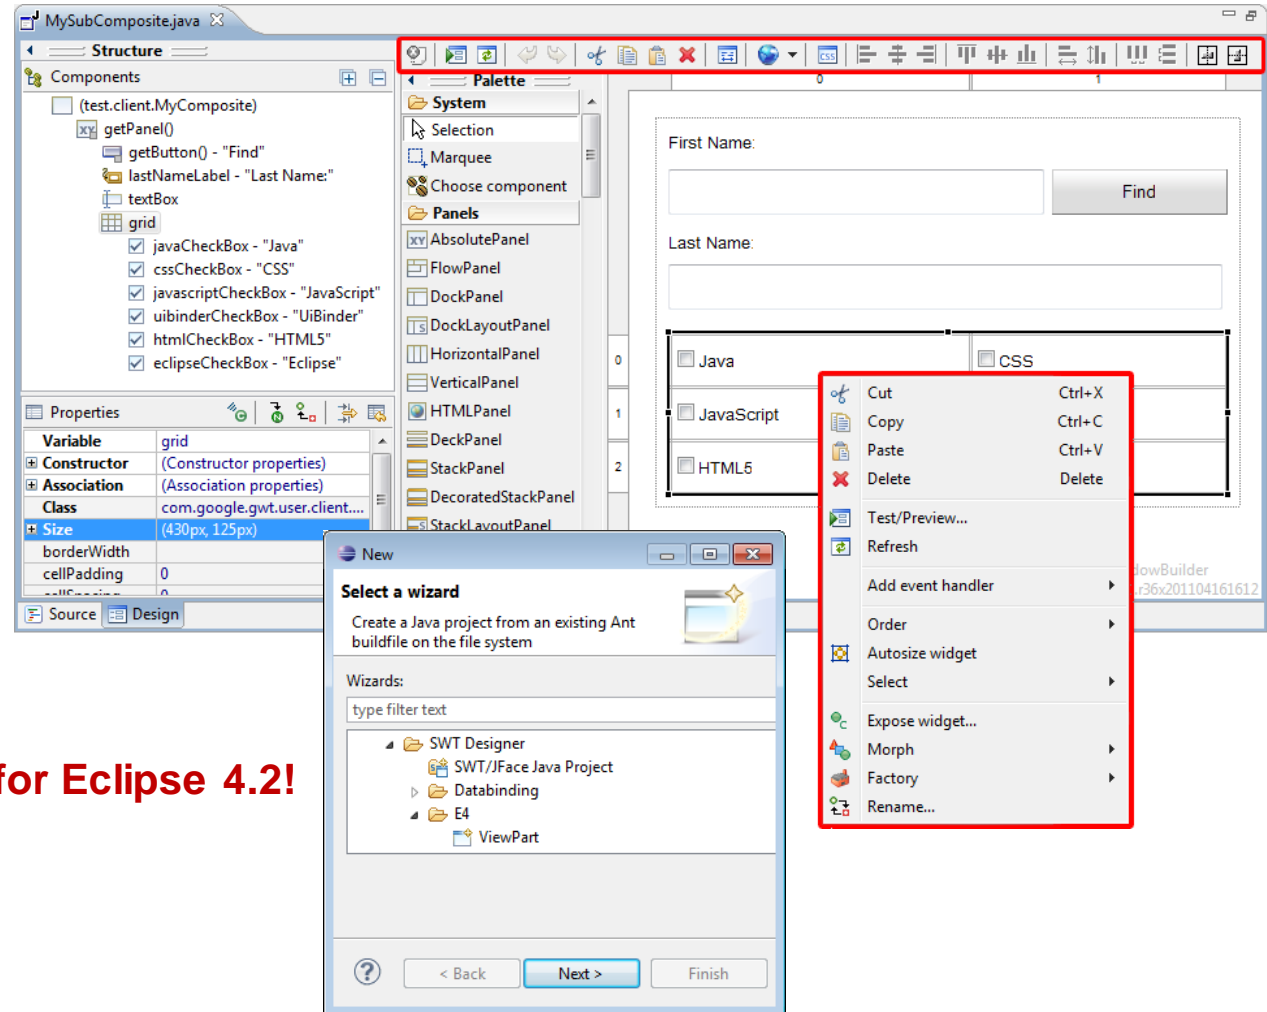 MySubComposite.java
Structure
Components
(test.client.MyComposite)
getPanel()
getButton() - "Find"
lastNameLabel - "Last Name:"
textBox
grid
javaCheckBox - "Java"
cssCheckBox - "CSS"
javascriptCheckBox - "JavaScript"
uibinderCheckBox - "UiBinder"
htmlCheckBox - "HTML5"
eclipseCheckBox - "Eclipse"
Properties
Variable grid
Constructor (Constructor properties)
Association (Association properties)
Class com.google.gwt.user.client....
Size (430px, 125px)
borderWidth
cellPadding 0
cellSpacing 0
Source Design
Palette
System
Selection
Marquee
Choose component
Panels
AbsolutePanel
FlowPanel
DockPanel
DockLayoutPanel
HorizontalPanel
VerticalPanel
HTMLPanel
DeckPanel
StackPanel
DecoratedStackPanel
StackLayoutPanel
CSS
0 1
First Name:
Find
Last Name:
0
Java CSS
1
JavaScript
2
HTML5
Cut Ctrl+X
Copy Ctrl+C
Paste Ctrl+V
Delete Delete
Test/Preview...
Refresh
Add event handler
Order
Autosize widget
Select
Expose widget...
Morph
Factory
Rename...
dowBuilder
.r36x201104161612
New
Select a wizard
Create a Java project from an existing Ant
buildfile on the file system
Wizards:
type filter text
SWT Designer
SWT/JFace Java Project
Databinding
E4
ViewPart
< Back Next > Finish
for Eclipse 4.2!